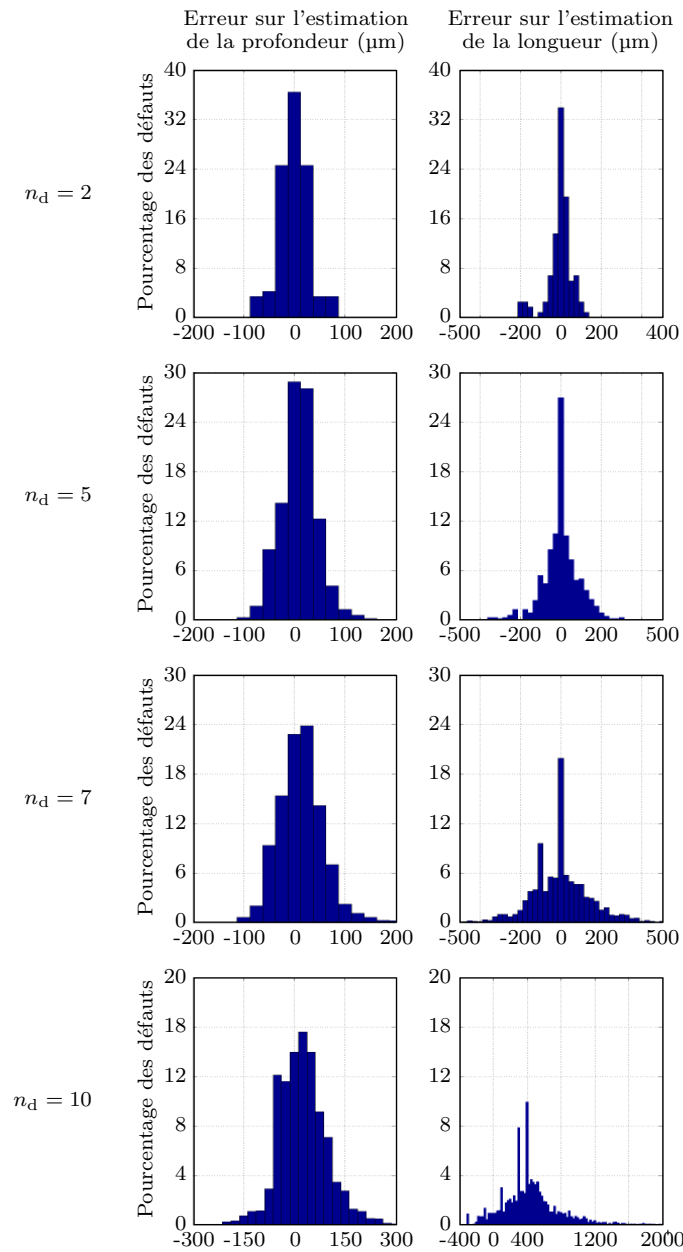 Erreur sur l'estimation
de la profondeur (µm)
Erreur sur l'estimation
de la longueur (µm)
n_d = 2
Pourcentage des défauts
40
32
24
16
8
0
-200 -100 0 100 200
40
32
24
16
8
0
-500 -200 0 200 400
n_d = 5
Pourcentage des défauts
30
24
18
12
6
0
-200 -100 0 100 200
30
24
18
12
6
0
-500 -200 0 200 500
n_d = 7
Pourcentage des défauts
30
24
18
12
6
0
-200 -100 0 100 200
30
24
18
12
6
0
-500 -200 0 200 500
n_d = 10
Pourcentage des défauts
20
18
12
8
4
0
-300 -150 0 150 300
20
18
12
8
4
0
-400 0 400 1200 2000